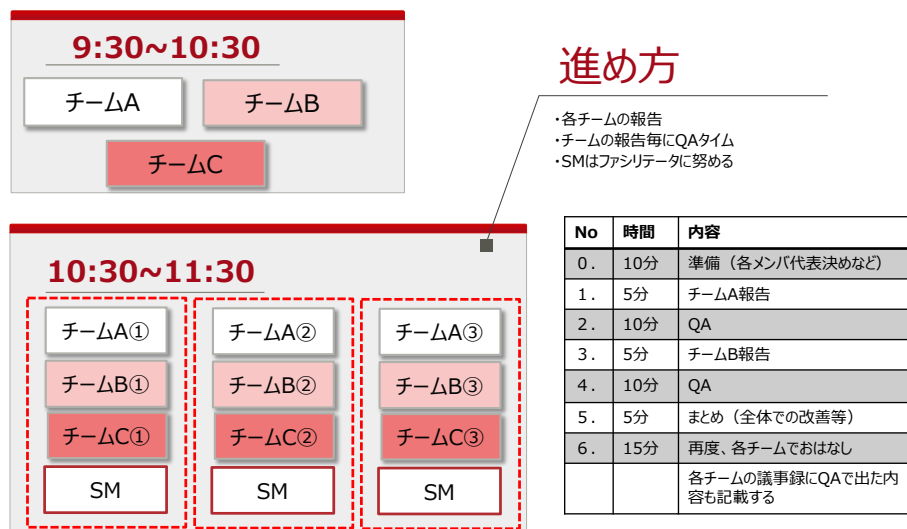 9:30~10:30
チームA
チームB
チームC
進め方
・各チームの報告
・チームの報告毎にQAタイム
・SMはファシリテータに努める
10:30~11:30
チームA①
チームB①
チームC①
SM
チームA②
チームB②
チームC②
SM
チームA③
チームB③
チームC③
SM
No 時間 内容
0. 10分 準備（各メンバ代表決めなど）
1. 5分 チームA報告
2. 10分 QA
3. 5分 チームB報告
4. 10分 QA
5. 5分 まとめ（全体での改善等）
6. 15分 再度、各チームでおはなし
各チームの議事録にQAで出た内
容も記載する